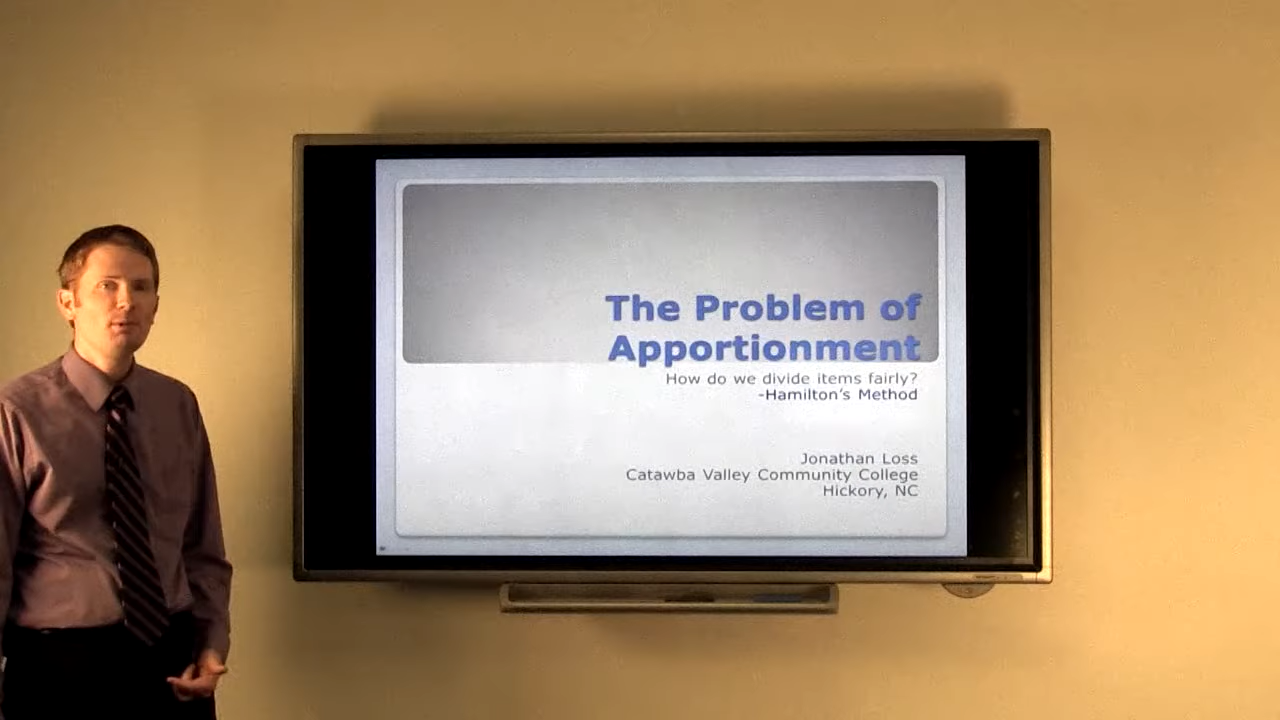 The Problem of
Apportionment
How do we divide items fairly?
-Hamilton's Method
Jonathan Loss
Catawba Valley Community College
Hickory, NC